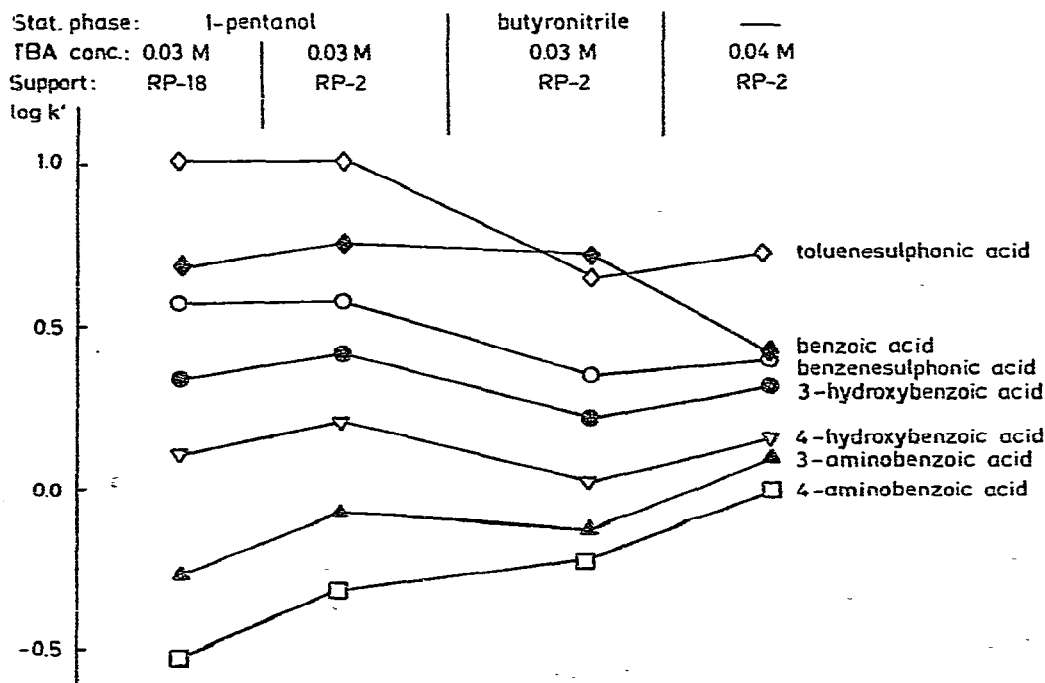 Stat. phase: 1-pentanol butyronitrile —
TBA conc.: 0.03 M 0.03 M 0.03 M 0.04 M
Support: RP-18 RP-2 RP-2 RP-2
log k'
1.0
toluenesulphonic acid
0.5
benzoic acid
benzenesulphonic acid
3-hydroxybenzoic acid
4-hydroxybenzoic acid
3-aminobenzoic acid
0.0
4-aminobenzoic acid
-0.5